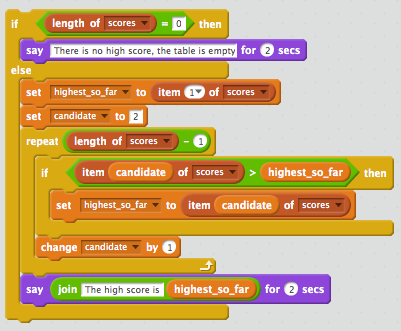 if length of scores = 0 then
say There is no high score, the table is empty for 2 secs
else
set highest_so_far to item 1 of scores
set candidate to 2
repeat length of scores - 1
if item candidate of scores > highest_so_far then
set highest_so_far to item candidate of scores
change candidate by 1
say join The high score is highest_so_far for 2 secs